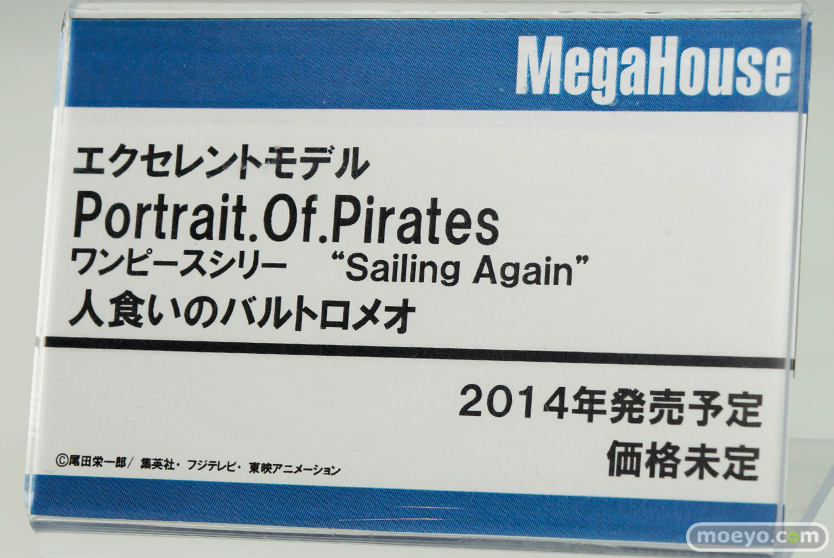 MegaHouse
エクセレントモデル
Portrait.Of.Pirates
ワンピースシリー “Sailing Again”
人食いのバルトロメオ
2014年発売予定
価格未定
©尾田栄一郎/ 集英社・フジテレビ・東映アニメーション
moeyo.com